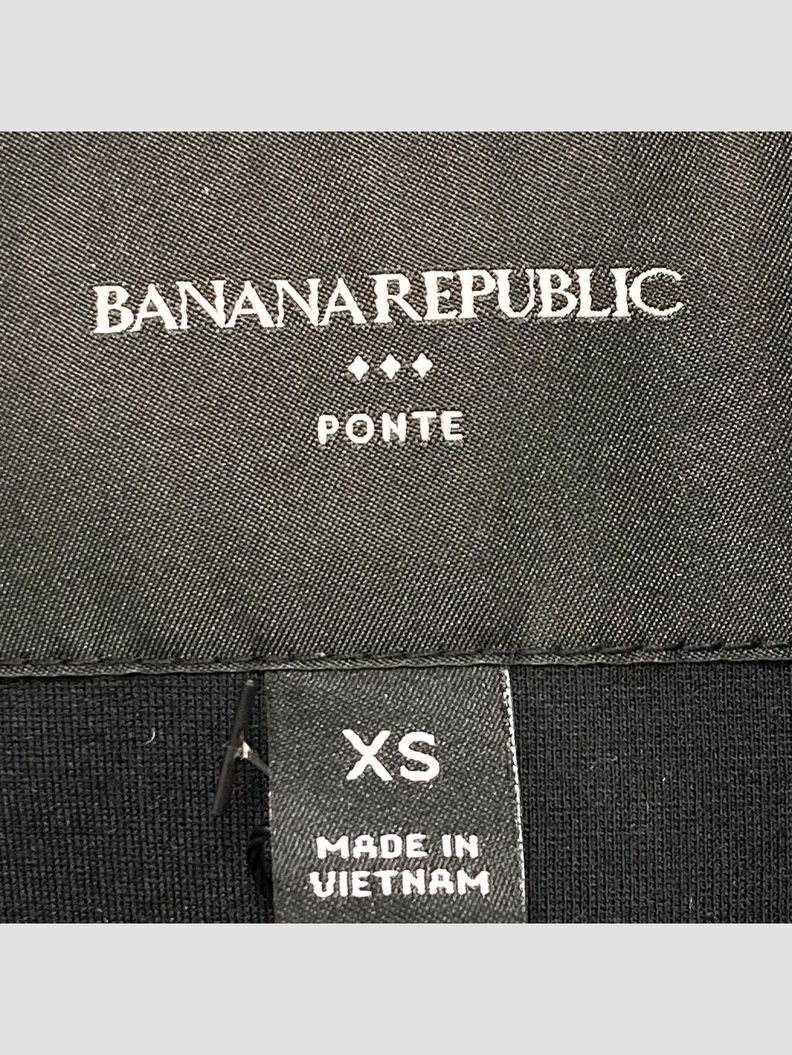 BANANA REPUBLIC
♦♦♦
PONTE
XS
MADE IN
VIETNAM